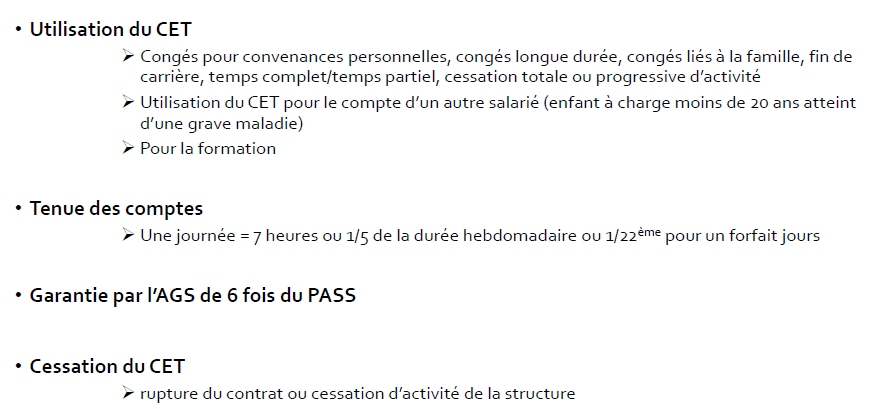 • Utilisation du CET
➢ Congés pour convenances personnelles, congés longue durée, congés liés à la famille, fin de
carrière, temps complet/temps partiel, cessation totale ou progressive d'activité
➢ Utilisation du CET pour le compte d'un autre salarié (enfant à charge moins de 20 ans atteint
d'une grave maladie)
➢ Pour la formation
• Tenue des comptes
➢ Une journée = 7 heures ou 1/5 de la durée hebdomadaire ou 1/22ème pour un forfait jours
• Garantie par l'AGS de 6 fois du PASS
• Cessation du CET
➢ rupture du contrat ou cessation d'activité de la structure